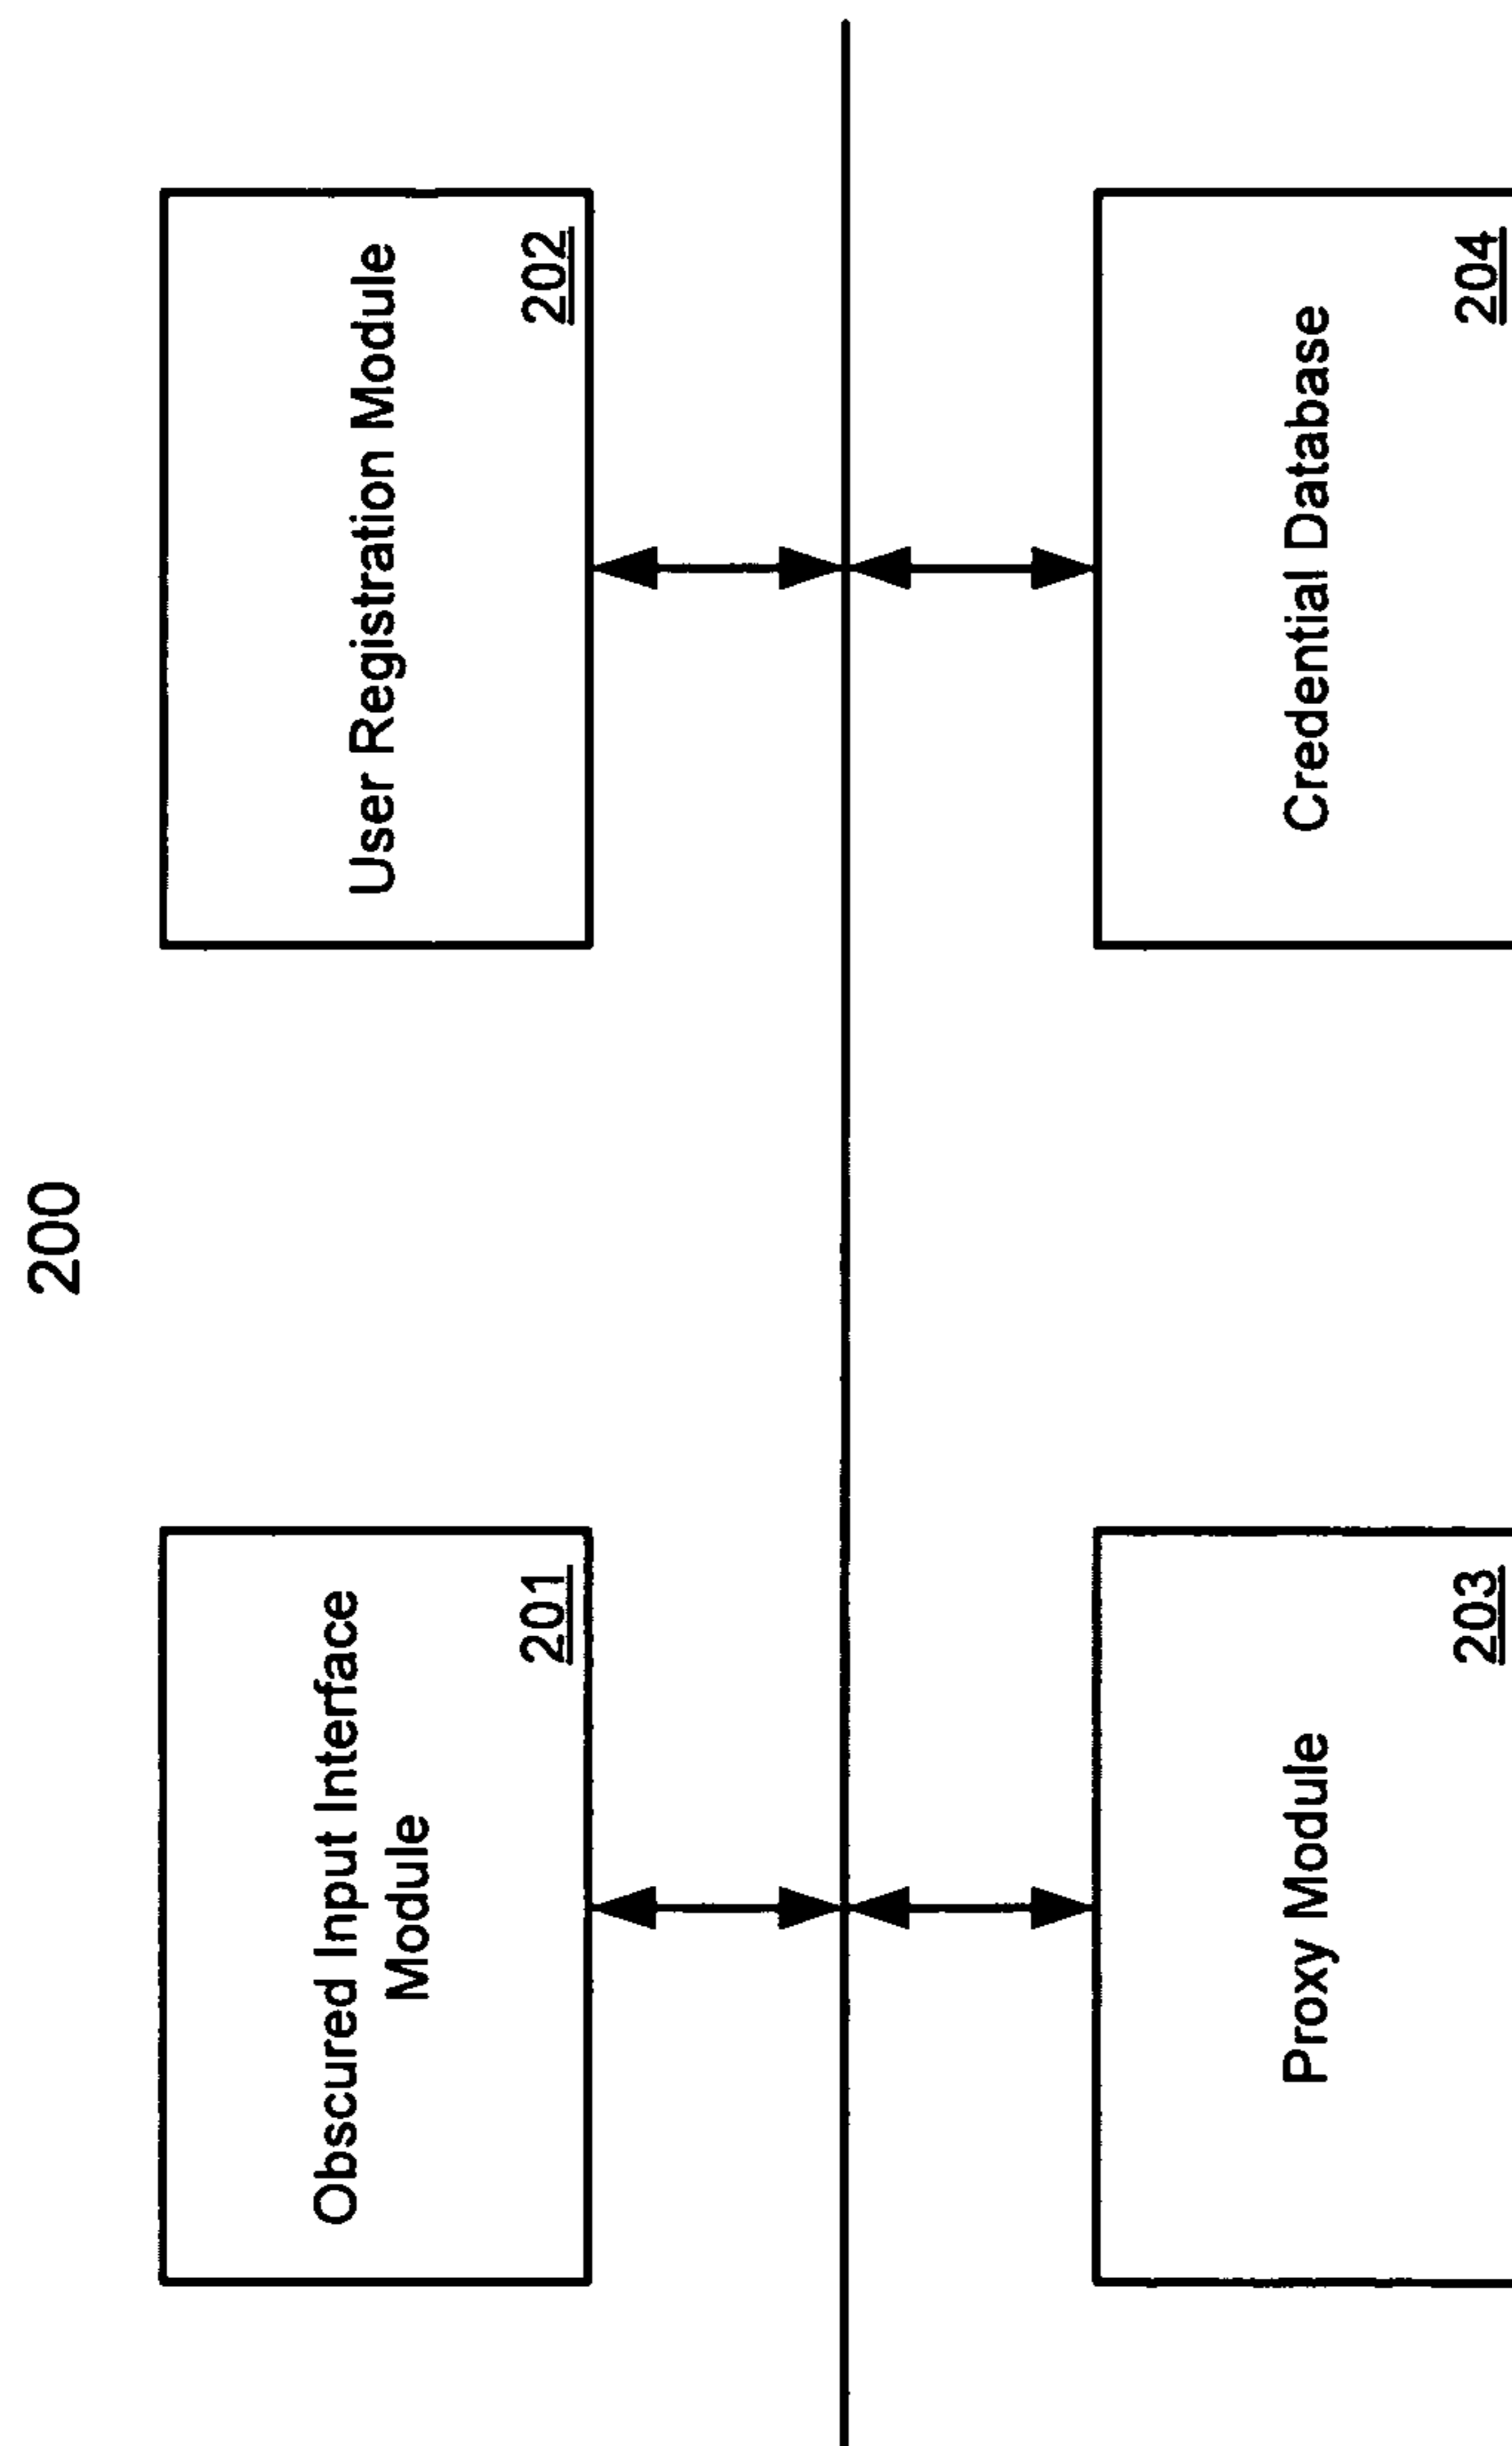 200
Obscured Input Interface
Module
201
User Registration Module
202
Proxy Module
203
Credential Database
204